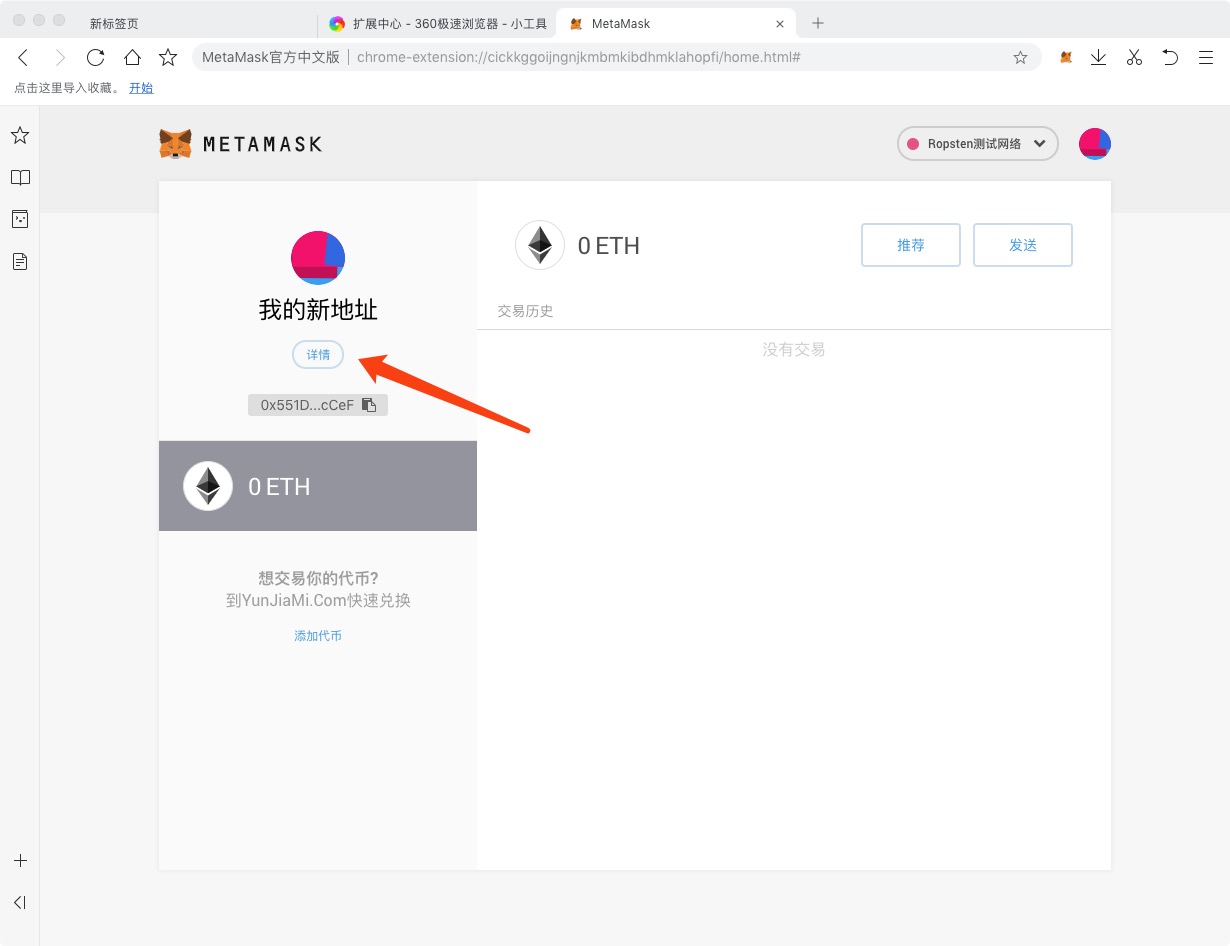 新标签页
扩展中心 - 360极速浏览器 - 小工具
MetaMask
MetaMask官方中文版
chrome-extension://cickkggoijngnjkmbmkibdhmklahopfi/home.html#
点击这里导入收藏。 开始
METAMASK
Ropsten测试网络
我的新地址
详情
0x551D...cCeF
0 ETH
想交易你的代币?
到YunJiaMi.Com快速兑换
添加代币
0 ETH
推荐
发送
交易历史
没有交易